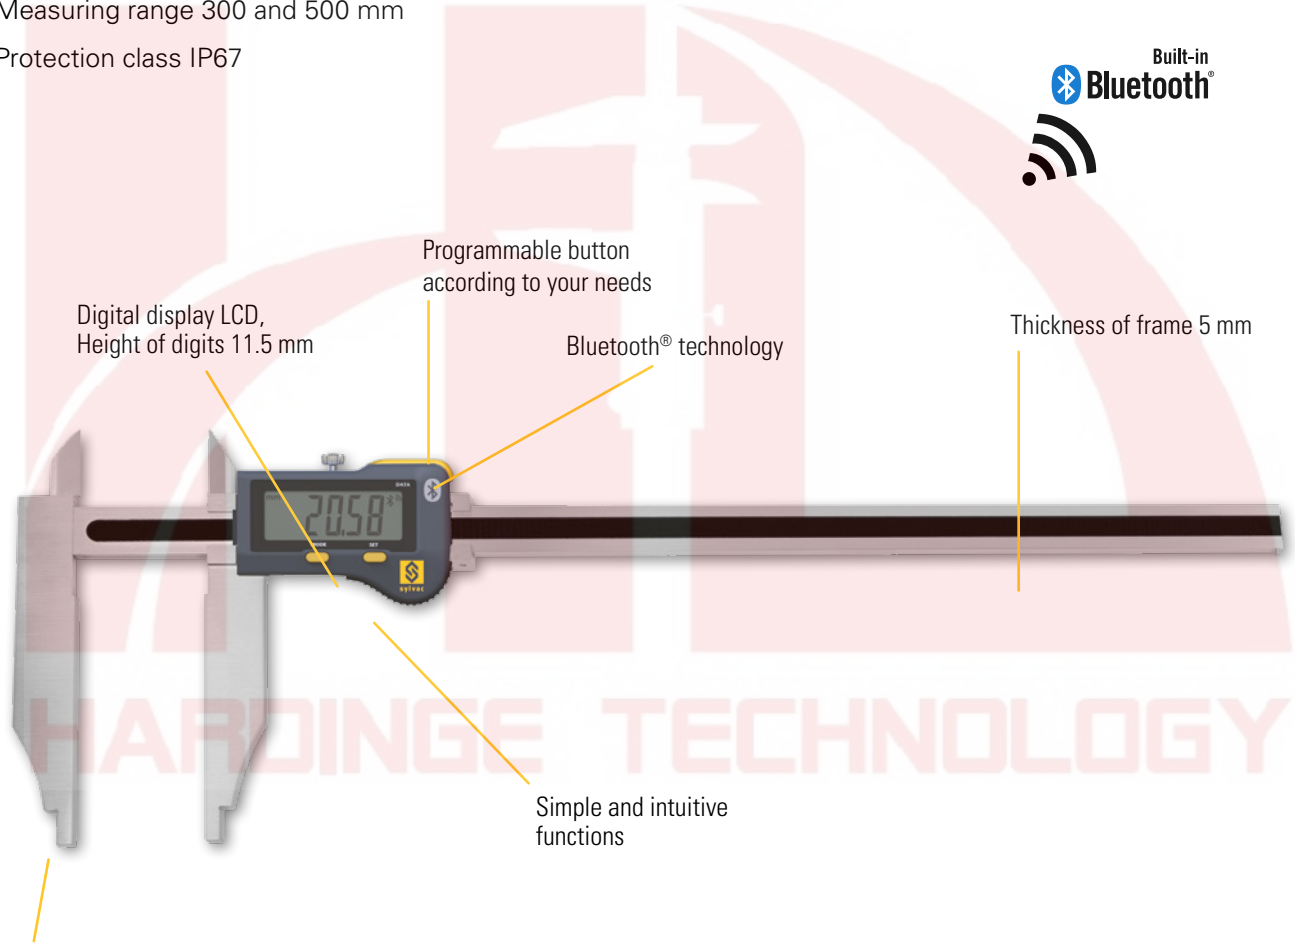 Measuring range 300 and 500 mm
Protection class IP67
Built-in
Bluetooth®
Programmable button
according to your needs
Digital display LCD,
Height of digits 11.5 mm
Bluetooth® technology
Thickness of frame 5 mm
DATA
20.58
MODE SET
sylvac
HARDINGE TECHNOLOGY
Simple and intuitive
functions